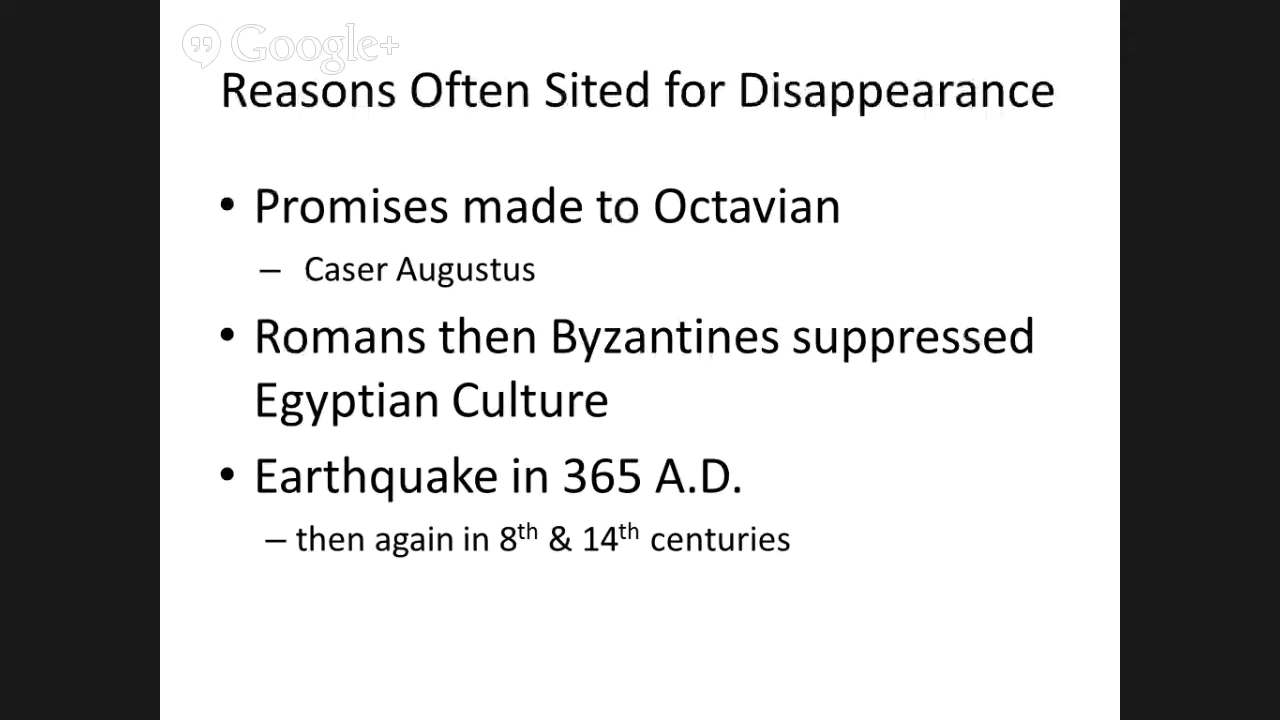 Google+
Reasons Often Sited for Disappearance
• Promises made to Octavian
– Caser Augustus
• Romans then Byzantines suppressed
Egyptian Culture
• Earthquake in 365 A.D.
– then again in 8th & 14th centuries